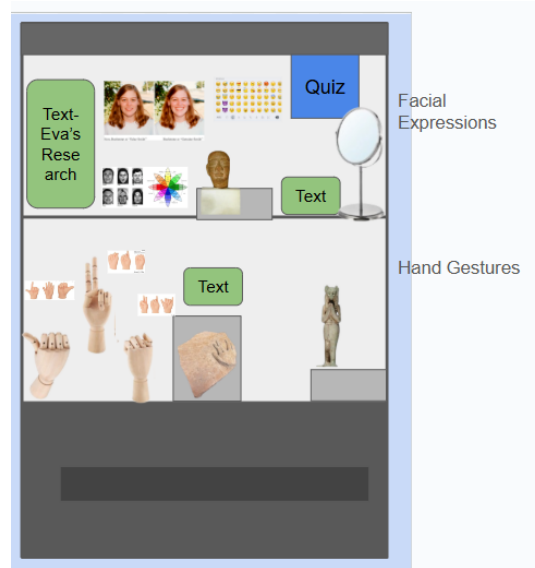 Text-
Eva's
Rese
arch
Quiz
Facial
Expressions
Text
Hand Gestures
Text